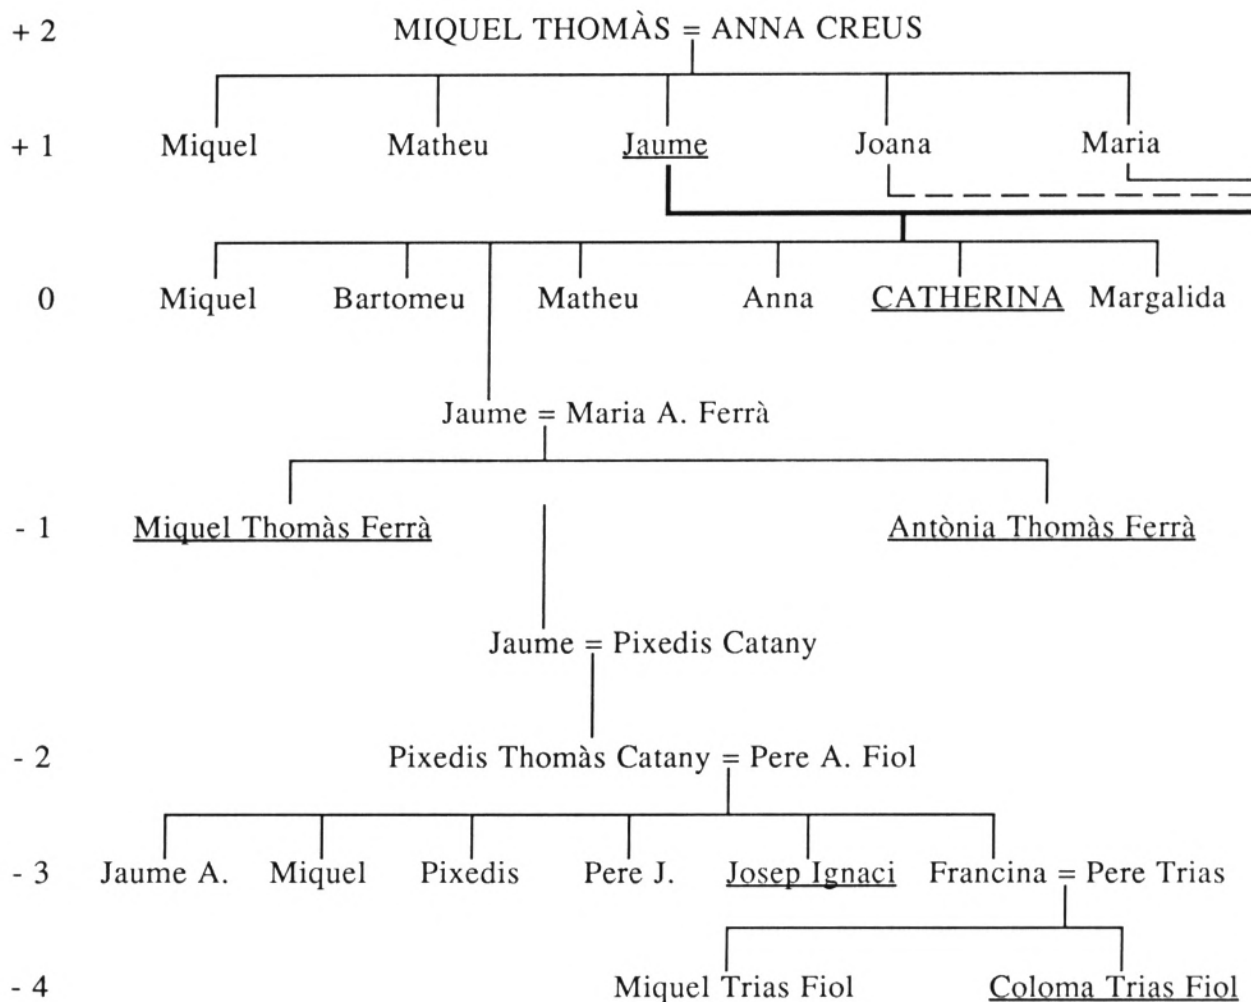 + 2 MIQUEL THOMÀS = ANNA CREUS
+ 1 Miquel Matheu Jaume Joana Maria
0 Miquel Bartomeu Matheu Anna CATHERINA Margalida
Jaume = Maria A. Ferrà
- 1 Miquel Thomàs Ferrà Antònia Thomàs Ferrà
Jaume = Pixedis Catany
- 2 Pixedis Thomàs Catany = Pere A. Fiol
- 3 Jaume A. Miquel Pixedis Pere J. Josep Ignaci Francina = Pere Trias
- 4 Miquel Trias Fiol Coloma Trias Fiol